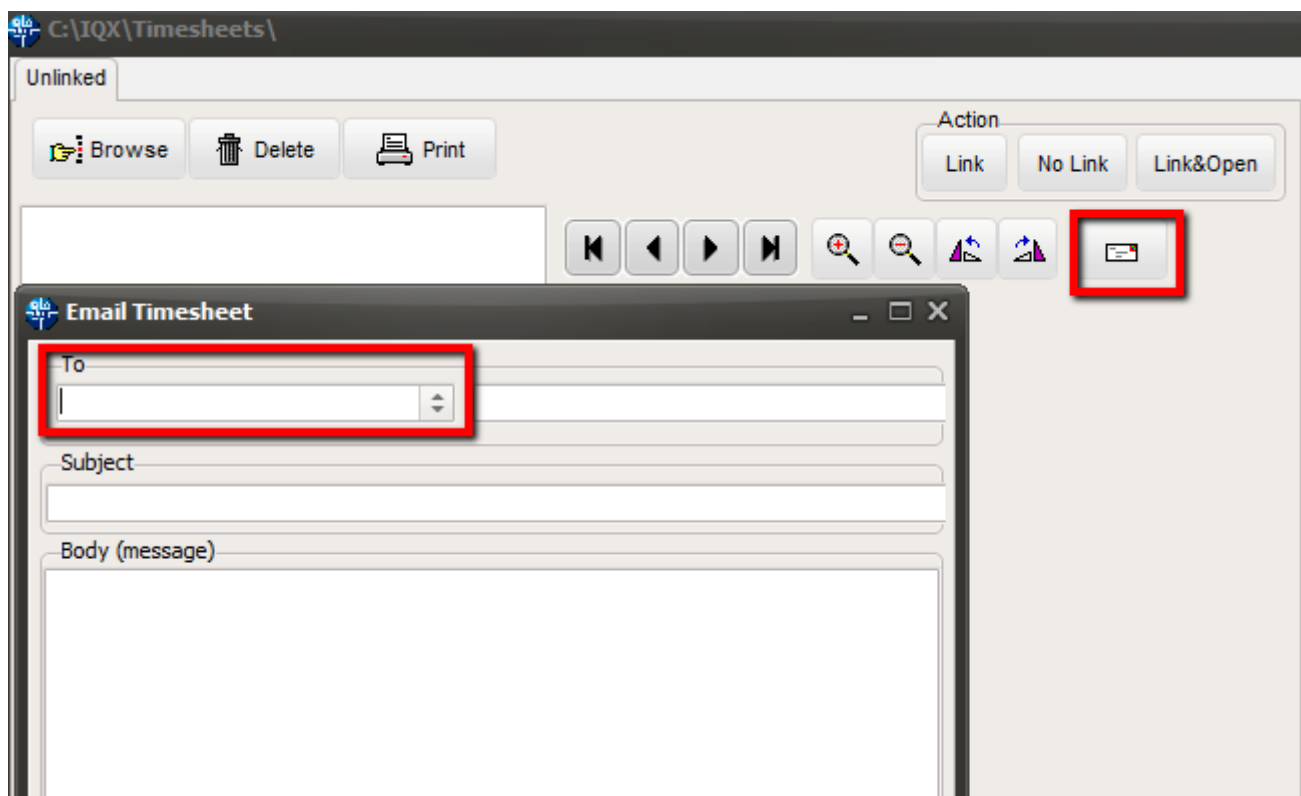 C:\IQX\Timesheets\
Unlinked
Browse Delete Print
Action
Link No Link Link&Open
Email Timesheet
To
Subject
Body (message)